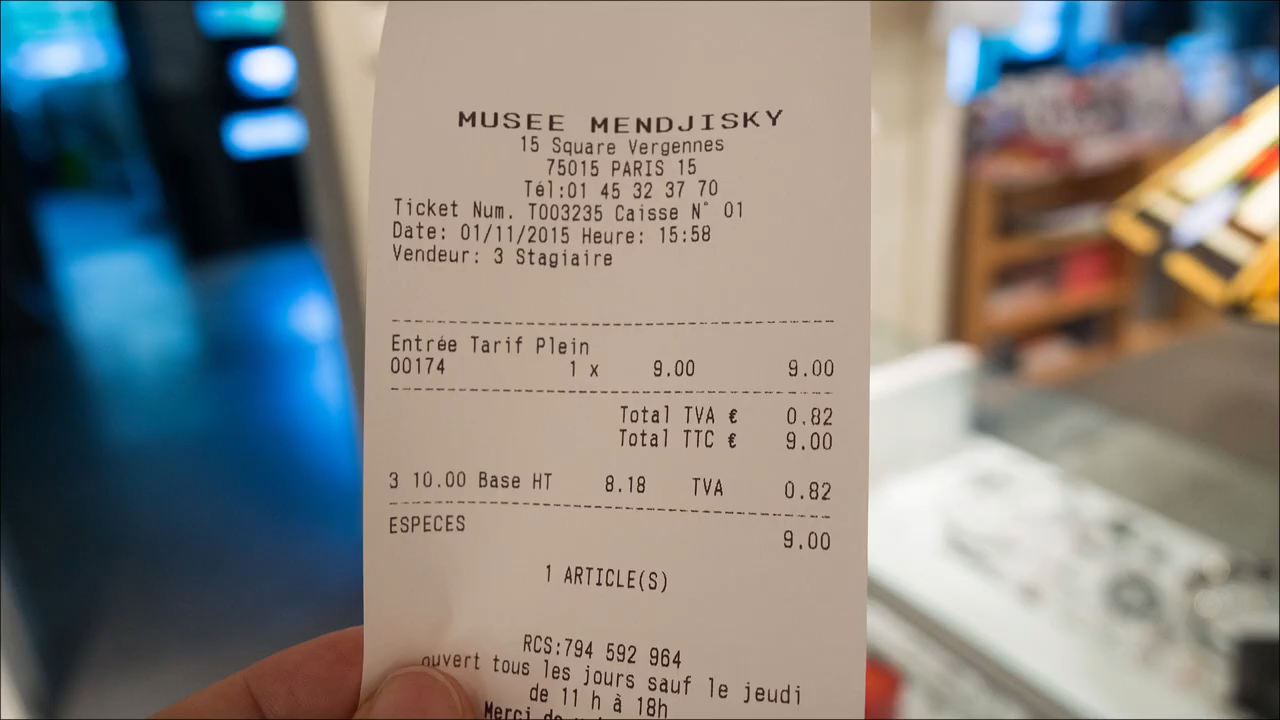 MUSEE MENDJISKY
15 Square Vergennes
75015 PARIS 15
Tél:01 45 32 37 70
Ticket Num. T003235 Caisse N° 01
Date: 01/11/2015 Heure: 15:58
Vendeur: 3 Stagiaire
Entrée Tarif Plein
00174 1 x 9.00 9.00
Total TVA € 0.82
Total TTC € 9.00
3 10.00 Base HT 8.18 TVA 0.82
ESPECES 9.00
1 ARTICLE(S)
RCS:794 592 964
ouvert tous les jours sauf le jeudi
de 11 h à 18h
Merci de